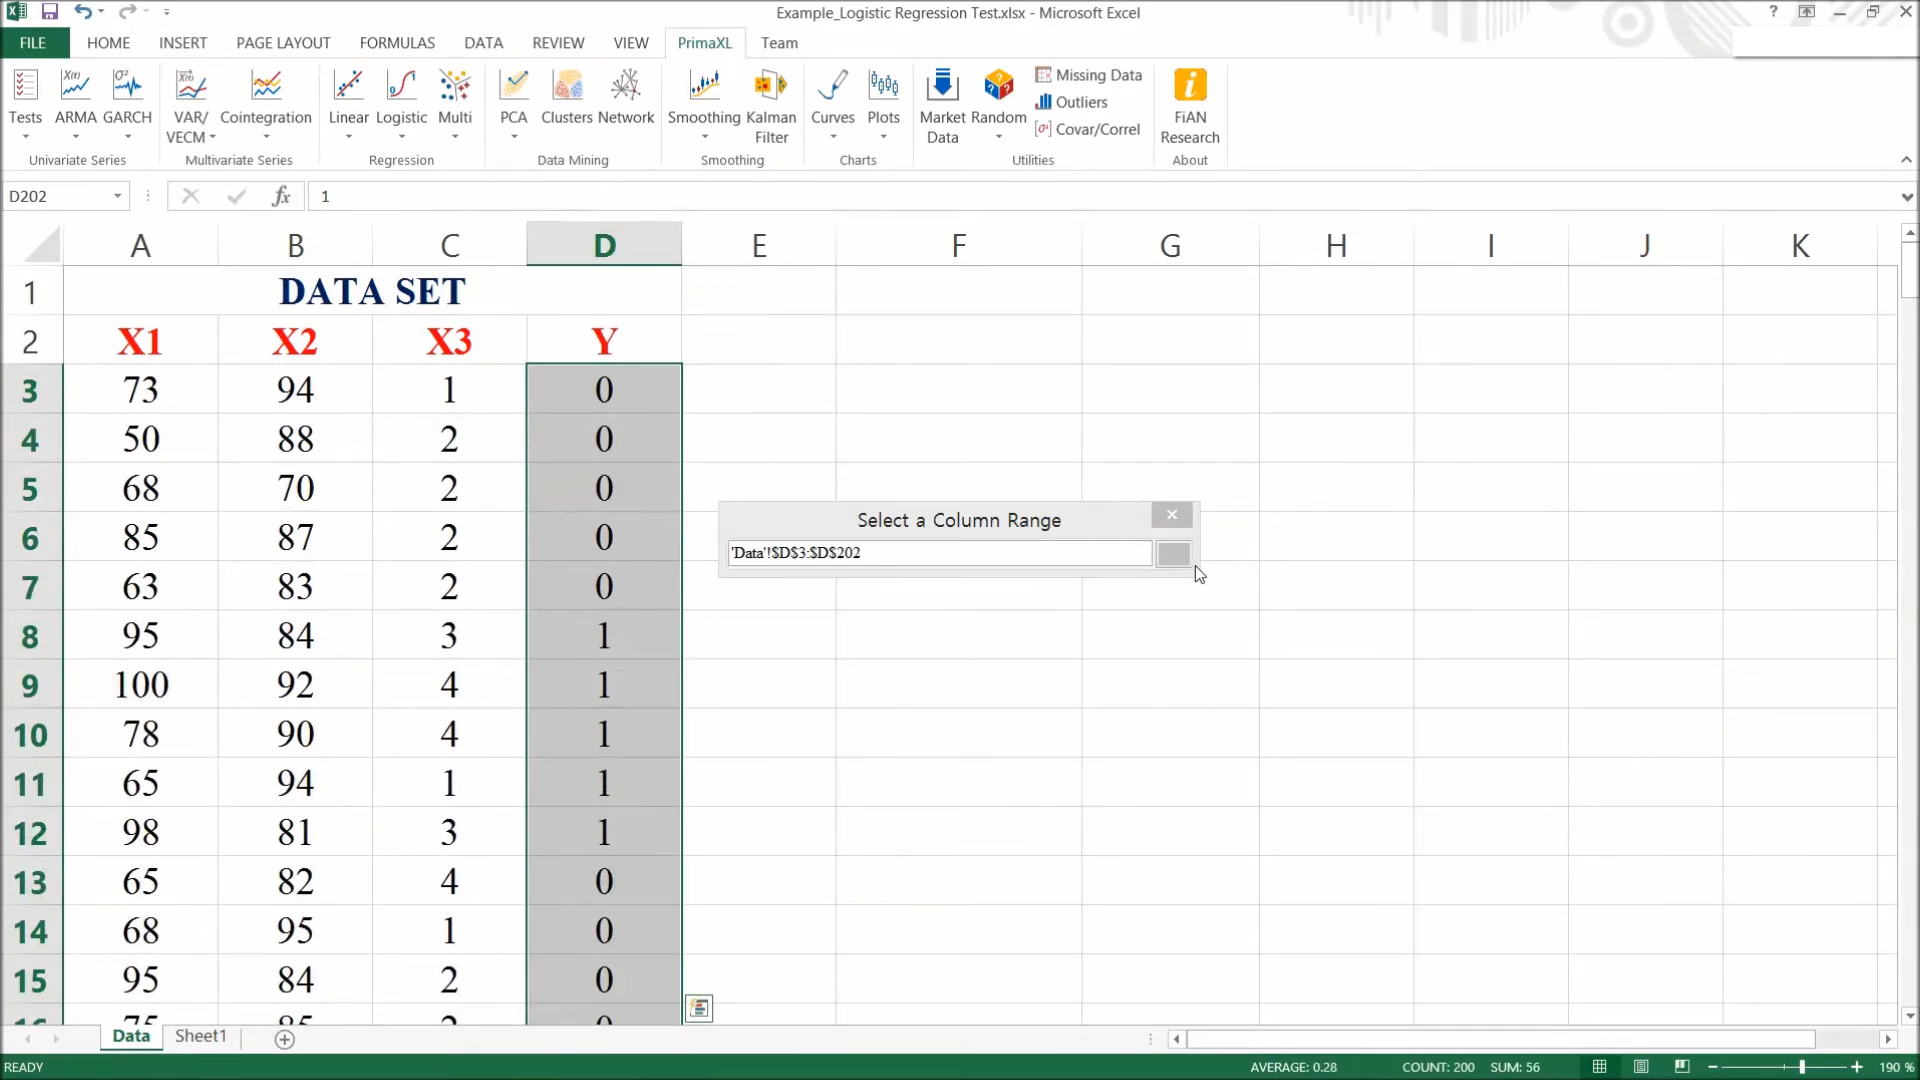 Example_Logistic Regression Test.xlsx - Microsoft Excel
?
FILE HOME INSERT PAGE LAYOUT FORMULAS DATA REVIEW VIEW PrimaXL Team
Tests ARMA GARCH
Univariate Series
VAR/ VECM Cointegration
Multivariate Series
Linear Logistic Multi
Regression
PCA Clusters Network
Data Mining
Smoothing Kalman Filter
Smoothing
Curves Plots
Charts
Market Data Random
Missing Data
Outliers
Covar/Correl
Utilities
FiAN Research
About
D202 fx 1
A B C D E F G H I J K
1 DATA SET
2 X1 X2 X3 Y
3 73 94 1 0
4 50 88 2 0
5 68 70 2 0
6 85 87 2 0
7 63 83 2 0
8 95 84 3 1
9 100 92 4 1
10 78 90 4 1
11 65 94 1 1
12 98 81 3 1
13 65 82 4 0
14 68 95 1 0
15 95 84 2 0
Select a Column Range
'Data'!$D$3:$D$202
Data Sheet1
READY AVERAGE: 0.28 COUNT: 200 SUM: 56 190 %